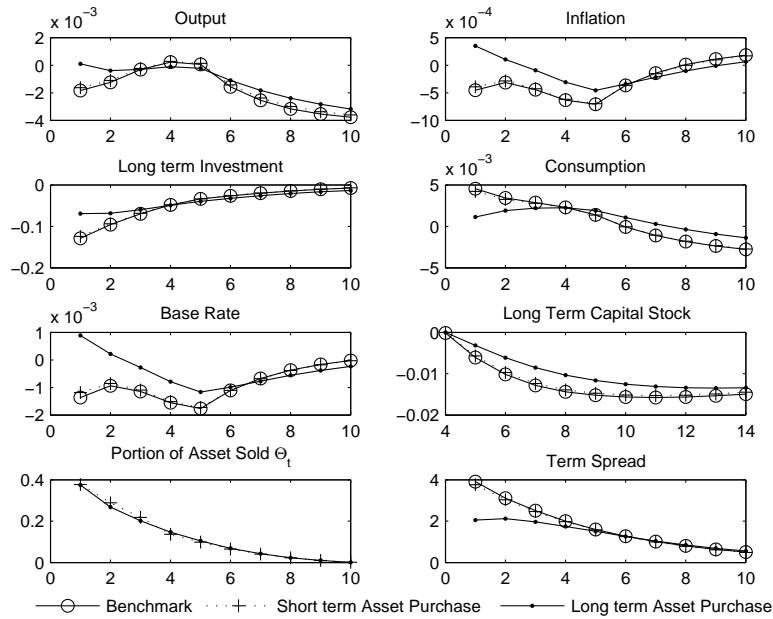 Output
x 10^-3
2
0
−2
−4
0 2 4 6 8 10
Inflation
x 10^-4
5
0
−5
−10
0 2 4 6 8 10
Long term Investment
0
−0.1
−0.2
0 2 4 6 8 10
Consumption
x 10^-3
5
0
−5
0 2 4 6 8 10
Base Rate
x 10^-3
1
0
−1
−2
0 2 4 6 8 10
Long Term Capital Stock
0
−0.01
−0.02
4 6 8 10 12 14
Portion of Asset Sold Θt
0.4
0.2
0
0 2 4 6 8 10
Term Spread
4
2
0
0 2 4 6 8 10
Benchmark Short term Asset Purchase Long term Asset Purchase